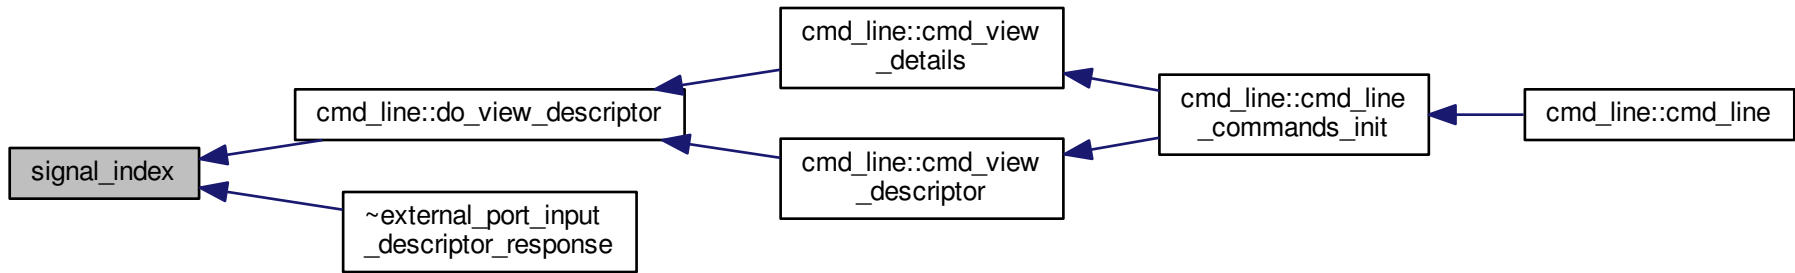 signal_index
cmd_line::do_view_descriptor
~external_port_input
_descriptor_response
cmd_line::cmd_view
_details
cmd_line::cmd_view
_descriptor
cmd_line::cmd_line
_commands_init
cmd_line::cmd_line